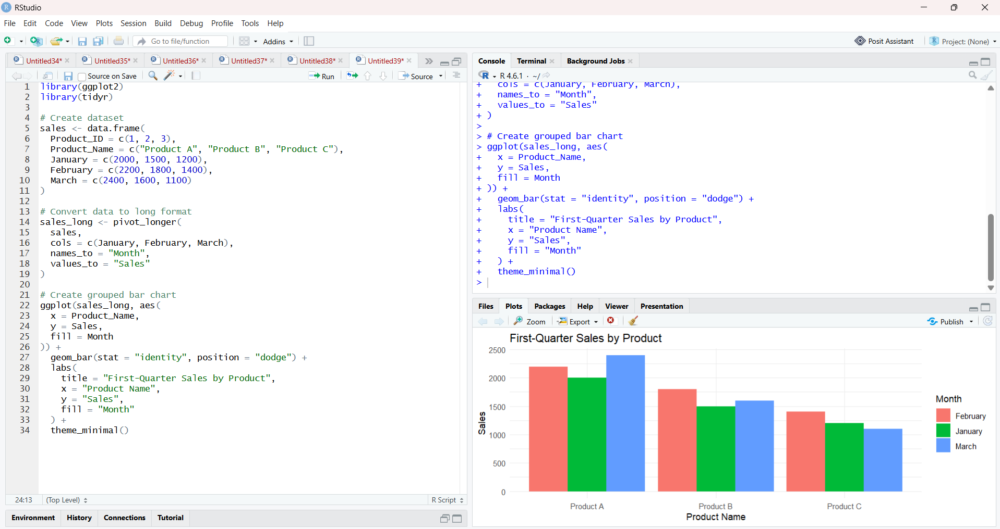 RStudio
File Edit Code View Plots Session Build Debug Profile Tools Help
Go to file/function Addins Posit Assistant Project: (None)
Untitled34* Untitled35* Untitled36* Untitled37* Untitled38* Untitled39*
Source on Save Run Source
1 library(ggplot2)
2 library(tidyr)
3
4 # Create dataset
5 sales <- data.frame(
6   Product_ID = c(1, 2, 3),
7   Product_Name = c("Product A", "Product B", "Product C"),
8   January = c(2000, 1500, 1200),
9   February = c(2200, 1800, 1400),
10   March = c(2400, 1600, 1100)
11 )
12
13 # Convert data to long format
14 sales_long <- pivot_longer(
15   sales,
16   cols = c(January, February, March),
17   names_to = "Month",
18   values_to = "Sales"
19 )
20
21 # Create grouped bar chart
22 ggplot(sales_long, aes(
23   x = Product_Name,
24   y = Sales,
25   fill = Month
26 )) +
27   geom_bar(stat = "identity", position = "dodge") +
28   labs(
29     title = "First-Quarter Sales by Product",
30     x = "Product Name",
31     y = "Sales",
32     fill = "Month"
33   ) +
34   theme_minimal()
24:13 (Top Level) R Script
Environment History Connections Tutorial
Console Terminal Background Jobs
R 4.6.1 · ~/
+   cols = c(January, February, March),
+   names_to = "Month",
+   values_to = "Sales"
+ )
>
> # Create grouped bar chart
> ggplot(sales_long, aes(
+   x = Product_Name,
+   y = Sales,
+   fill = Month
+ )) +
+   geom_bar(stat = "identity", position = "dodge") +
+   labs(
+     title = "First-Quarter Sales by Product",
+     x = "Product Name",
+     y = "Sales",
+     fill = "Month"
+   ) +
+   theme_minimal()
>
Files Plots Packages Help Viewer Presentation
Zoom Export Publish
First-Quarter Sales by Product
2500
2000
1500
1000
500
0
Sales
Product A Product B Product C
Product Name
Month
February
January
March